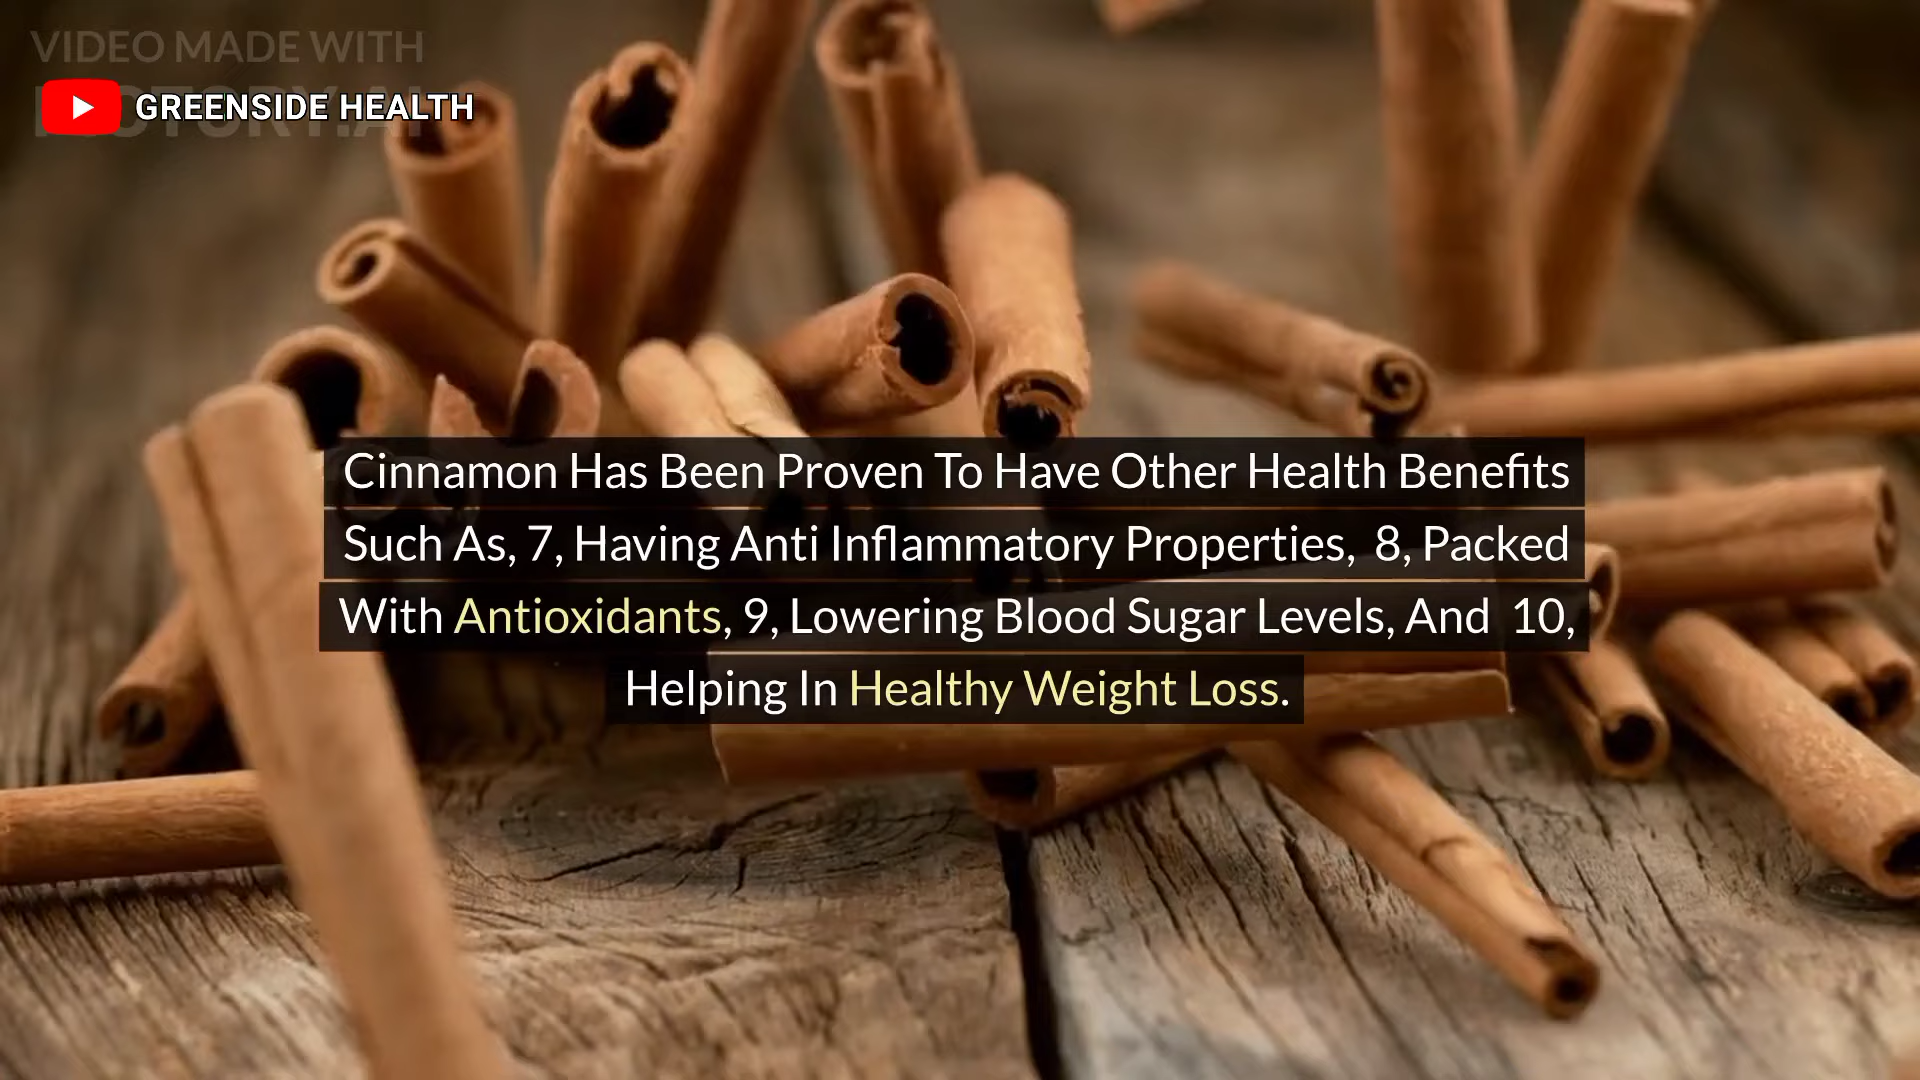 VIDEO MADE WITH
GREENSIDE HEALTH
Cinnamon Has Been Proven To Have Other Health Benefits
Such As, 7, Having Anti Inflammatory Properties, 8, Packed
With Antioxidants, 9, Lowering Blood Sugar Levels, And 10,
Helping In Healthy Weight Loss.